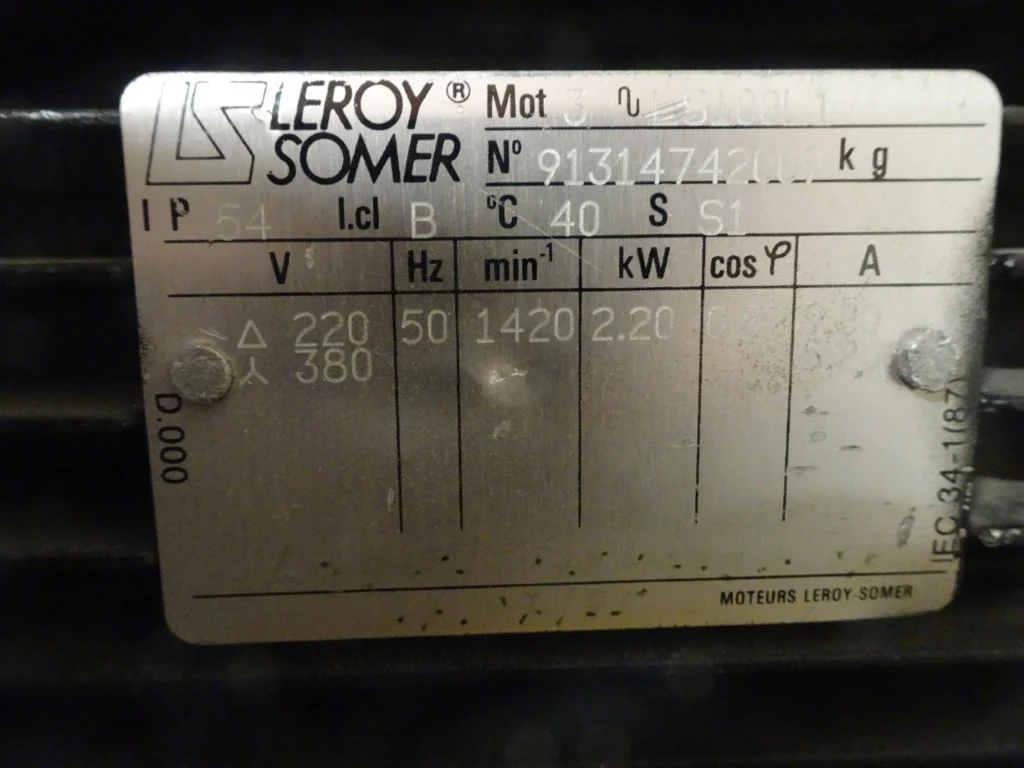 LEROY® SOMER
Mot 3 ∿
N° 913147420
kg
IP 54 I.cl B °C 40 S S1
V Hz min⁻¹ kW cos φ A
Δ 220 50 1420 2.20
⅄ 380
D.000
IEC 34-1(87)
MOTEURS LEROY-SOMER